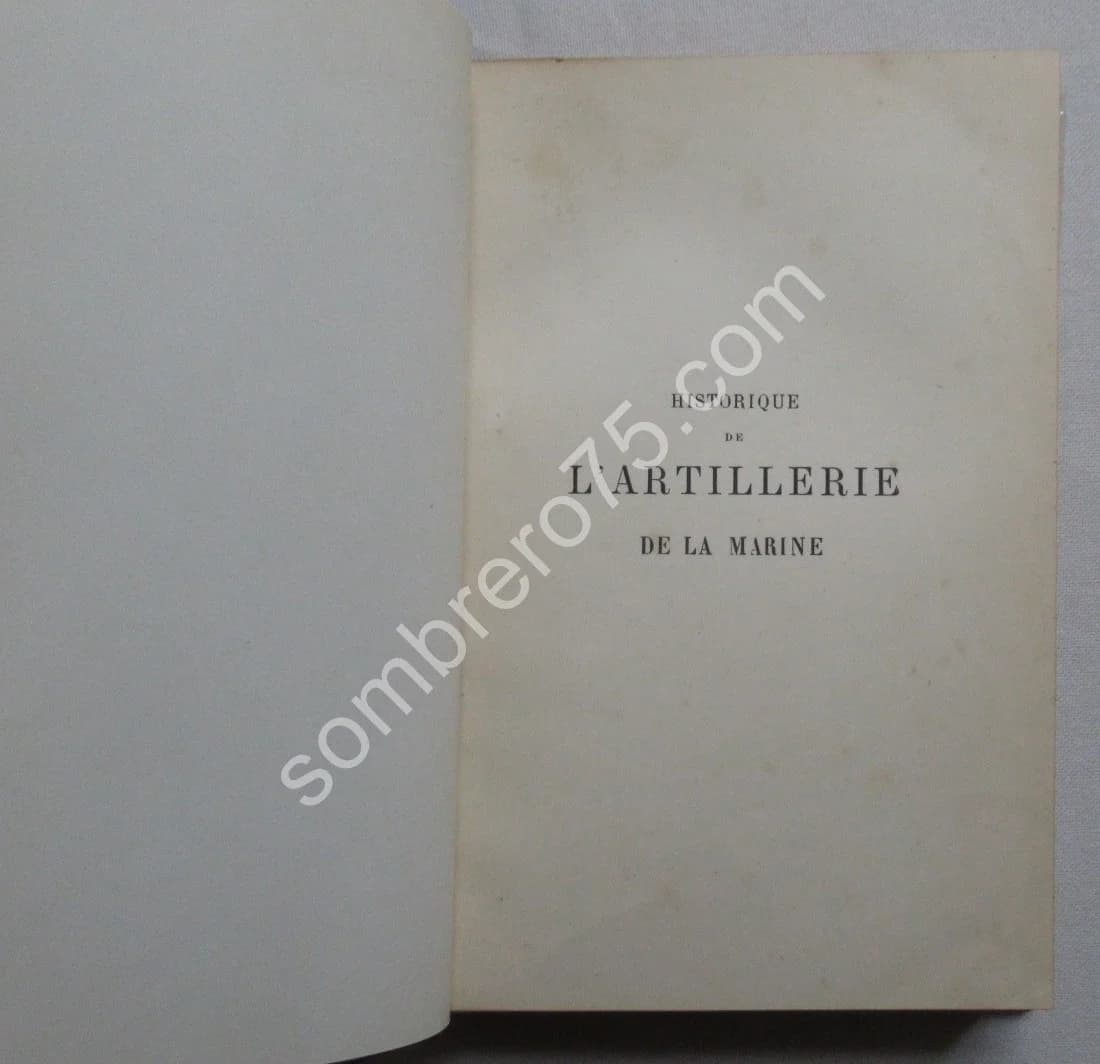 HISTORIQUE
DE
L'ARTILLERIE
DE LA MARINE
sombrero75.com